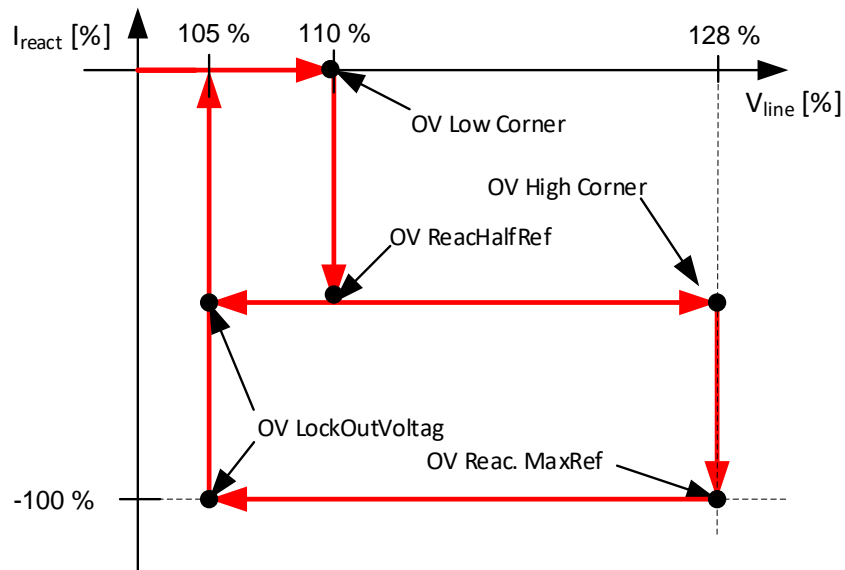 I_react [%]
105 %
110 %
128 %
V_line [%]
OV Low Corner
OV High Corner
OV ReacHalfRef
OV LockOutVoltag
OV Reac. MaxRef
-100 %